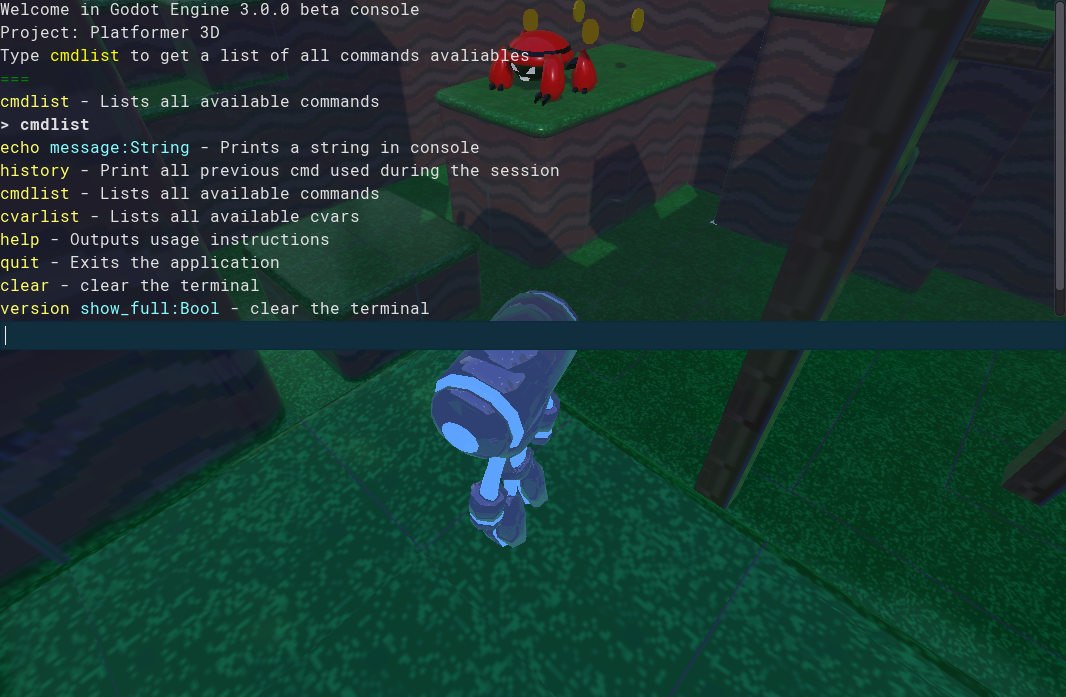 Welcome in Godot Engine 3.0.0 beta console
Project: Platformer 3D
Type cmdlist to get a list of all commands avaliables
===
cmdlist - Lists all available commands
> cmdlist
echo message:String - Prints a string in console
history - Print all previous cmd used during the session
cmdlist - Lists all available commands
cvarlist - Lists all available cvars
help - Outputs usage instructions
quit - Exits the application
clear - clear the terminal
version show_full:Bool - clear the terminal